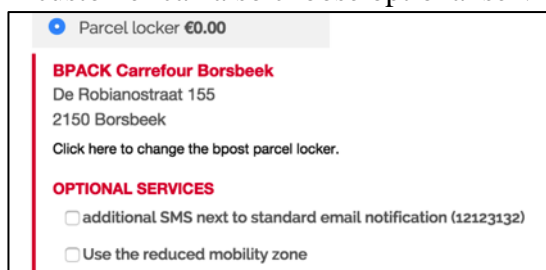 Parcel locker €0.00
BPACK Carrefour Borsbeek
De Robianostraat 155
2150 Borsbeek
Click here to change the bpost parcel locker.
OPTIONAL SERVICES
additional SMS next to standard email notification (12123132)
Use the reduced mobility zone